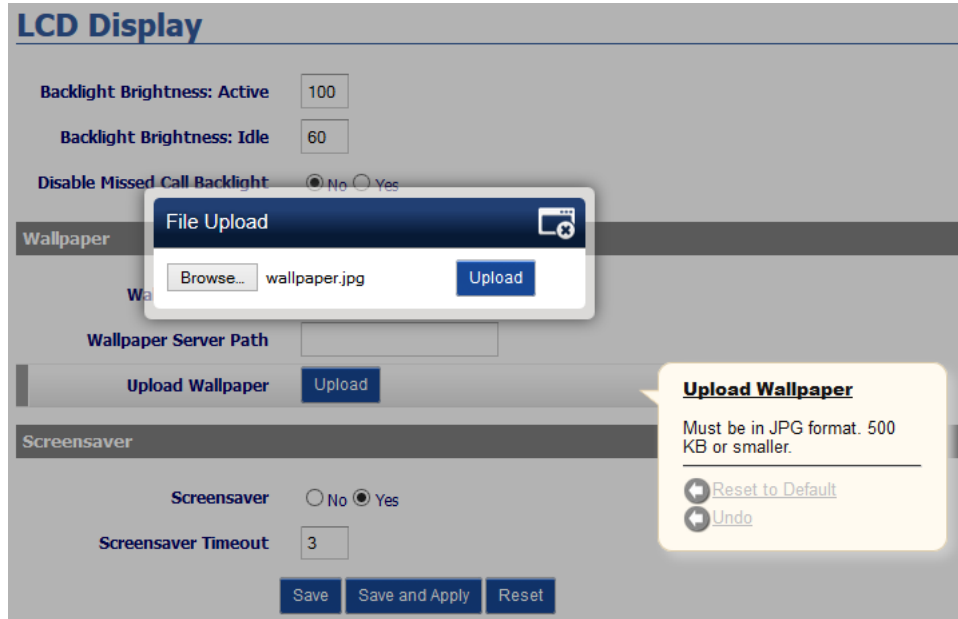 LCD Display
Backlight Brightness: Active 100
Backlight Brightness: Idle 60
Disable Missed Call Backlight No Yes
File Upload
Wallpaper
Browse... wallpaper.jpg Upload
Wallpaper Server Path
Upload Wallpaper Upload
Upload Wallpaper
Must be in JPG format. 500
KB or smaller.
Reset to Default
Undo
Screensaver
Screensaver No Yes
Screensaver Timeout 3
Save Save and Apply Reset